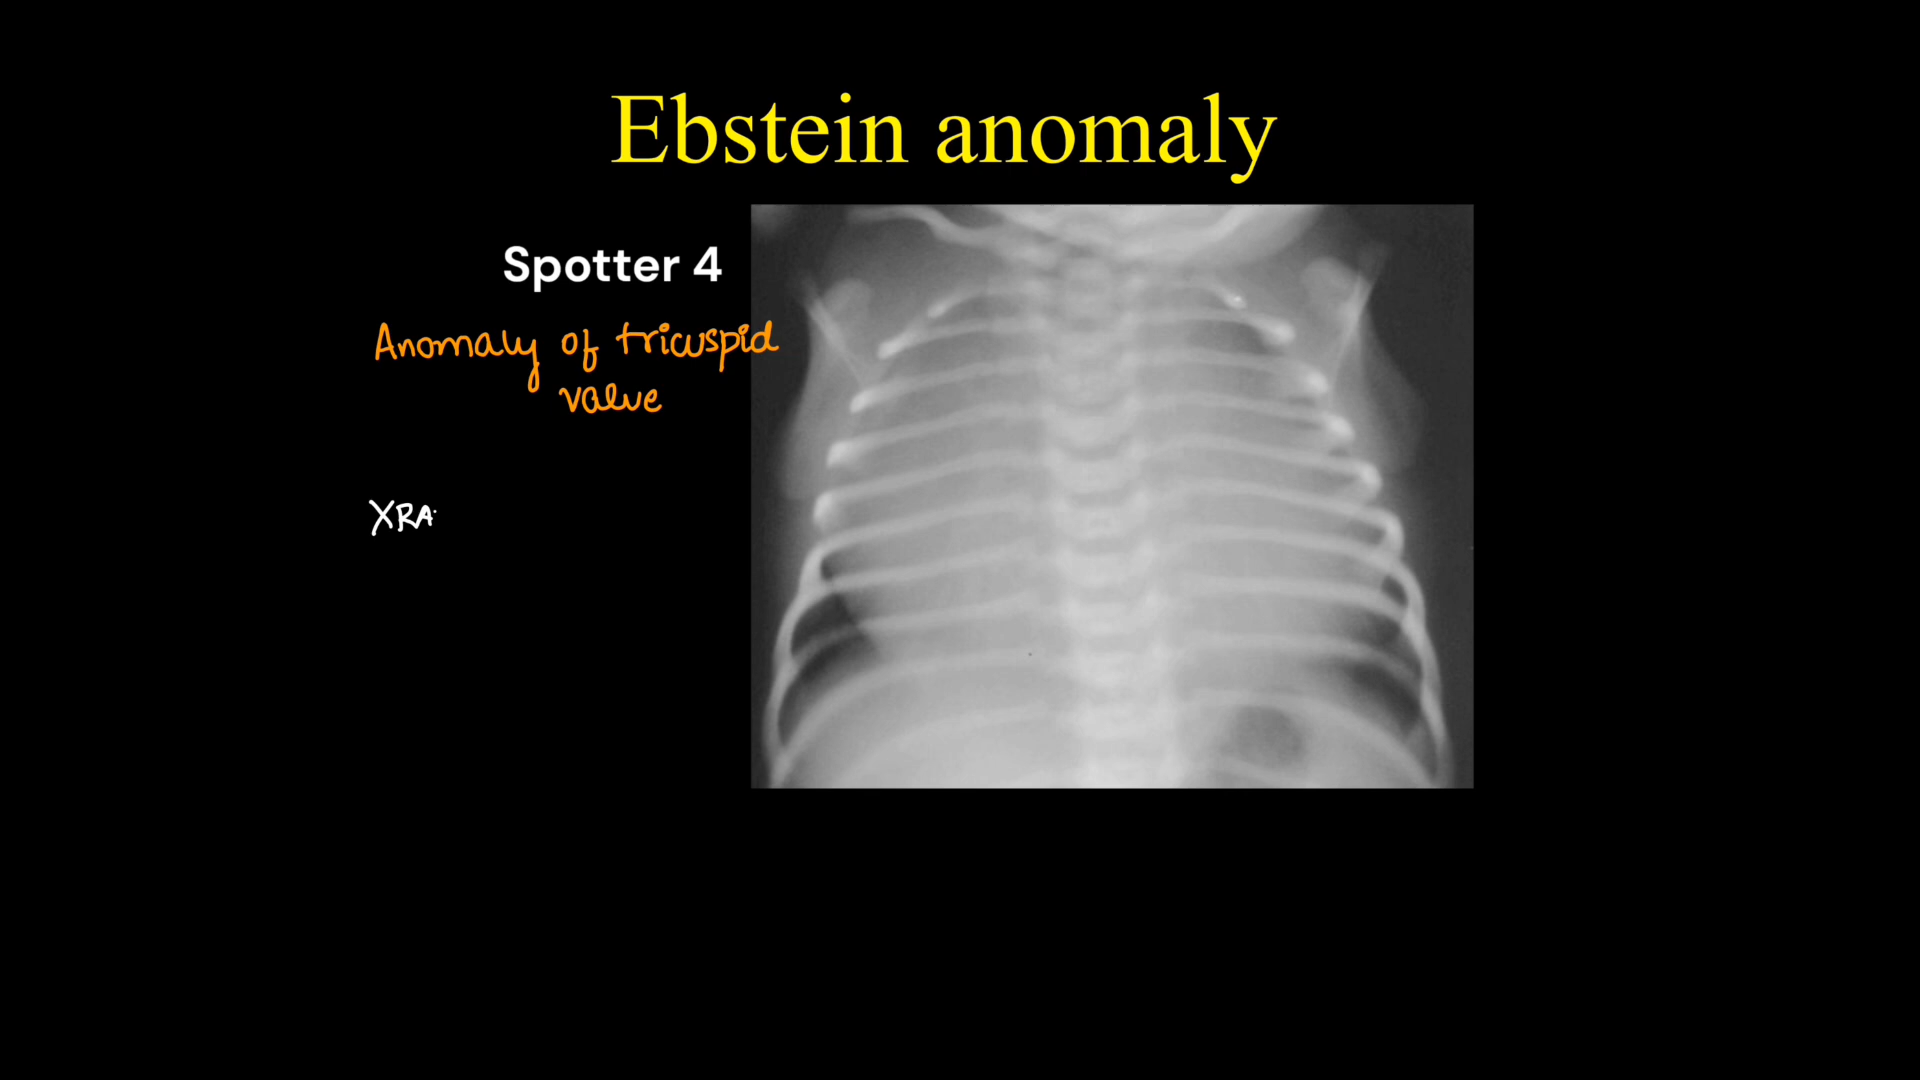 Ebstein anomaly
Spotter 4
Anomaly of tricuspid
valve
XRA